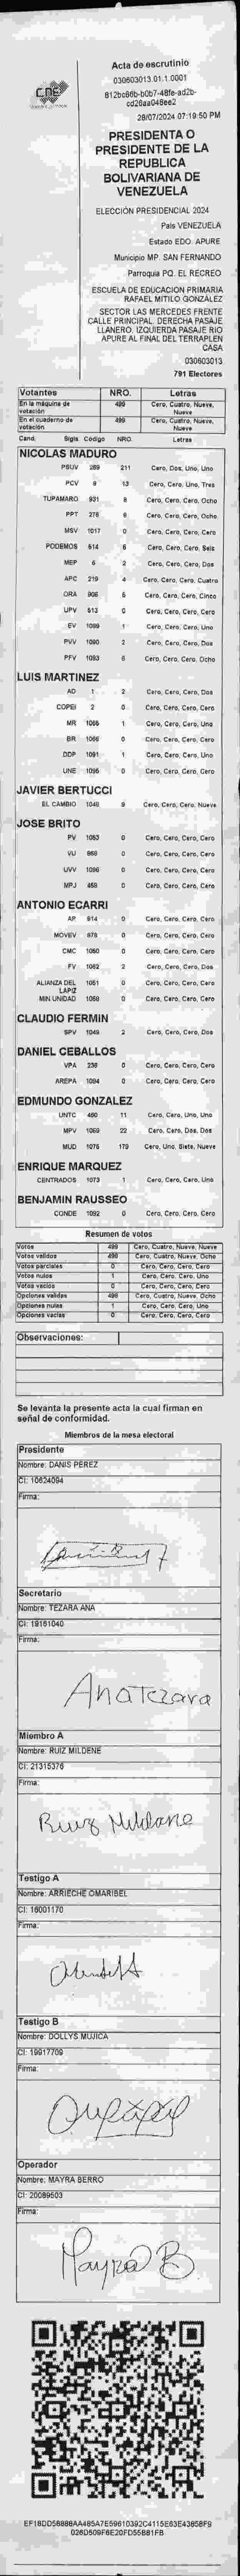 CNE
Acta de escrutinio
030603013.01.1.0001
28/07/2024 07:19:50 PM
PRESIDENTA O
PRESIDENTE DE LA
REPUBLICA
BOLIVARIANA DE
VENEZUELA
ELECCIÓN PRESIDENCIAL 2024
País VENEZUELA
Estado EDO. APURE
Municipio MP. SAN FERNANDO
Parroquia PQ. EL RECREO
ESCUELA DE EDUCACION PRIMARIA
RAFAEL MITILO GONZÁLEZ
SECTOR LAS MERCEDES FRENTE
CALLE PRINCIPAL. DERECHA PASAJE
LLANERO. IZQUIERDA PASAJE RIO
APURE AL FINAL DEL TERRAPLEN
CASA
030603013
791 Electores
Votantes NRO. Letras
En la máquina de votación 499 Cero, Cuatro, Nueve, Nueve
En el cuaderno de votación 499 Cero, Cuatro, Nueve, Nueve
Cand. Sigla Código NRO. Letras
NICOLAS MADURO
PSUV 269 211 Cero, Dos, Uno, Uno
PCV 13 Cero, Cero, Uno, Tres
TUPAMARO 931 8 Cero, Cero, Cero, Ocho
PPT 275 8 Cero, Cero, Cero, Ocho
MSV 1017 0 Cero, Cero, Cero, Cero
PODEMOS 514 6 Cero, Cero, Cero, Seis
MEP 2 Cero, Cero, Cero, Dos
APC 219 4 Cero, Cero, Cero, Cuatro
ORA 906 5 Cero, Cero, Cero, Cinco
UPV 513 0 Cero, Cero, Cero, Cero
EV 1089 1 Cero, Cero, Cero, Uno
PVV 1090 2 Cero, Cero, Cero, Dos
PFV 1093 Cero, Cero, Cero, Ocho
LUIS MARTINEZ
AD 1 2 Cero, Cero, Cero, Dos
COPEI 2 0 Cero, Cero, Cero, Cero
MR 1 Cero, Cero, Cero, Uno
BR 1066 0 Cero, Cero, Cero, Cero
DDP 1091 1 Cero, Cero, Cero, Uno
UNE 1095 0 Cero, Cero, Cero, Cero
JAVIER BERTUCCI
EL CAMBIO 1048 9 Cero, Cero, Cero, Nueve
JOSE BRITO
PV 1053 0 Cero, Cero, Cero, Cero
VU 868 0 Cero, Cero, Cero, Cero
UVV 1096 0 Cero, Cero, Cero, Cero
MPJ 458 0 Cero, Cero, Cero, Cero
ANTONIO ECARRI
AP 914 0 Cero, Cero, Cero, Cero
MOVEV 978 0 Cero, Cero, Cero, Cero
CMC 1050 0 Cero, Cero, Cero, Cero
FV 1062 2 Cero, Cero, Cero, Dos
ALIANZA DEL LAPIZ 1051 0 Cero, Cero, Cero, Cero
MIN UNIDAD 1058 0 Cero, Cero, Cero, Cero
CLAUDIO FERMIN
SPV 1049 2 Cero, Cero, Cero, Dos
DANIEL CEBALLOS
VPA 236 0 Cero, Cero, Cero, Cero
AREPA 1094 0 Cero, Cero, Cero, Cero
EDMUNDO GONZALEZ
UNTC 460 11 Cero, Cero, Uno, Uno
MPV 1069 22 Cero, Cero, Dos, Dos
MUD 1075 179 Cero, Uno, Siete, Nueve
ENRIQUE MARQUEZ
CENTRADOS 1073 1 Cero, Cero, Cero, Uno
BENJAMIN RAUSSEO
CONDE 1092 0 Cero, Cero, Cero, Cero
Resumen de votos
Votos 499 Cero, Cuatro, Nueve, Nueve
Votos válidos 498 Cero, Cuatro, Nueve, Ocho
Votos parciales 0 Cero, Cero, Cero, Cero
Votos nulos 1 Cero, Cero, Cero, Uno
Votos vacíos 0 Cero, Cero, Cero, Cero
Opciones validas 498 Cero, Cuatro, Nueve, Ocho
Opciones nulas 1 Cero, Cero, Cero, Uno
Opciones vacías 0 Cero, Cero, Cero, Cero
Observaciones:
Se levanta la presente acta la cual firman en
señal de conformidad.
Miembros de la mesa electoral
Presidente
Nombre: DANIS PEREZ
CI: 10624094
Firma:
Secretario
Nombre: TEZARA ANA
CI: 19161040
Firma:
Ana Tezara
Miembro A
Nombre: RUIZ MILDENE
CI: 21315376
Firma:
Ruiz Mildene
Testigo A
Nombre: ARRIECHE OMARIBEL
CI: 16001170
Firma:
Testigo B
Nombre: DOLLYS MUJICA
CI: 19917709
Firma:
Operador
Nombre: MAYRA BERRO
CI: 20089503
Firma:
Mayra B